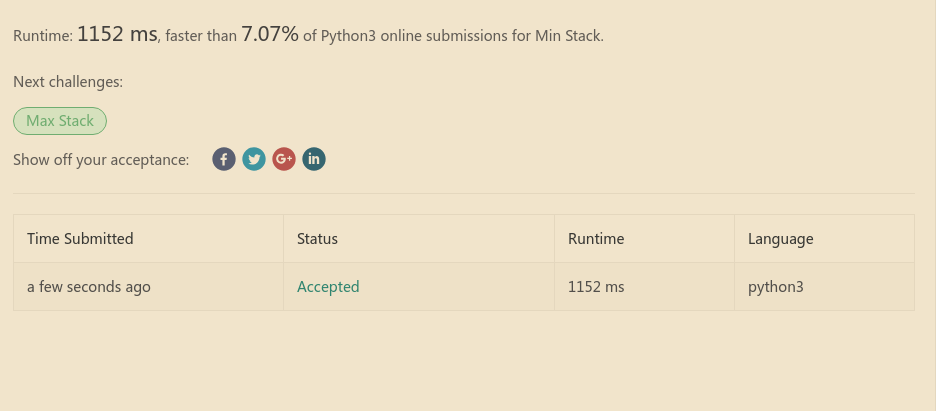 Runtime: 1152 ms, faster than 7.07% of Python3 online submissions for Min Stack.
Next challenges:
Max Stack
Show off your acceptance: f G+ in
Time Submitted Status Runtime Language
a few seconds ago Accepted 1152 ms python3